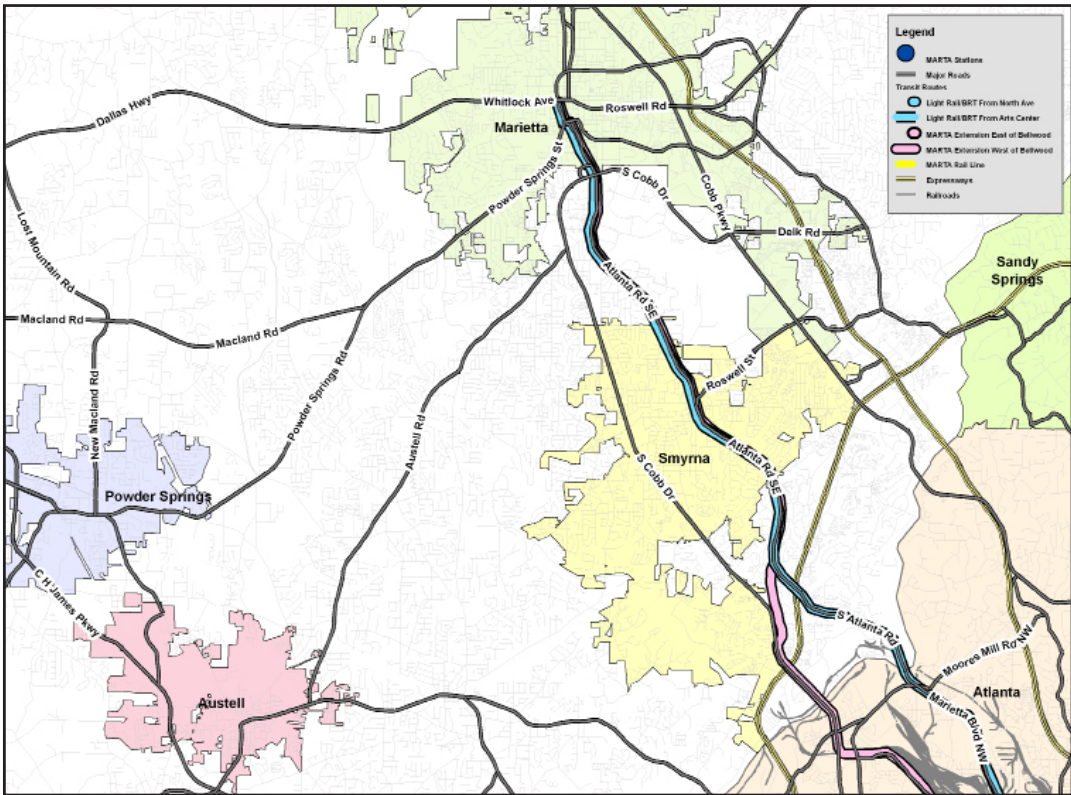 Legend
MARTA Stations
Major Roads
Transit Routes
Light Rail/BRT From North Ave
Light Rail/BRT From Arts Center
MARTA Extension East of Bellwood
MARTA Extension West of Bellwood
MARTA Rail Line
Expressways
Railroads
Dallas Hwy
Whitlock Ave
Roswell Rd
Marietta
Powder Springs St
S Cobb Dr
Cobb Pkwy
Delk Rd
Sandy
Springs
Lost Mountain Rd
Atlanta Rd SE
Macland Rd
Macland Rd
New Macland Rd
Powder Springs Rd
Austell Rd
Roswell St
Smyrna
Atlanta Rd SE
S Cobb Dr
Powder Springs
C H James Pkwy
S Atlanta Rd
Moores Mill Rd NW
Austell
Atlanta
Marietta Blvd NW